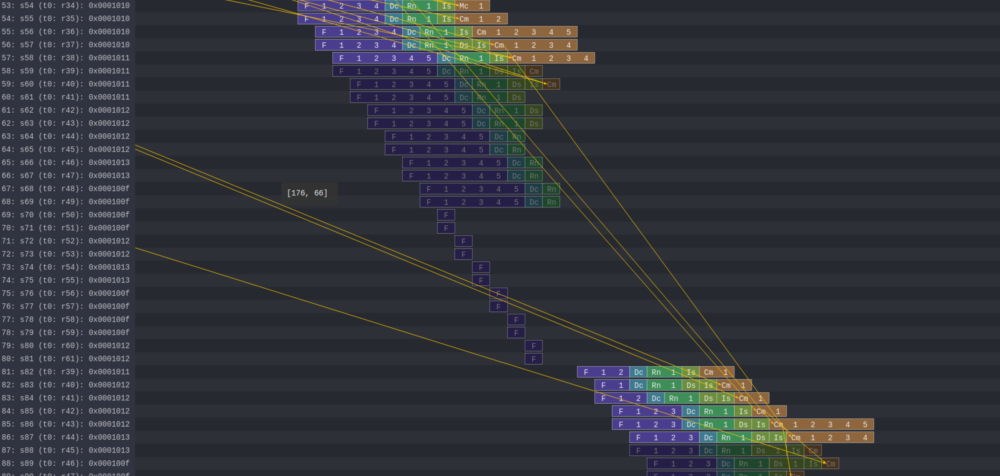 53: s54 (t0: r34): 0x0001010 F 1 2 3 4 Dc Rn 1 Is Mc 1
54: s55 (t0: r35): 0x0001010 F 1 2 3 4 Dc Rn 1 Is Cm 1 2
55: s56 (t0: r36): 0x0001010 F 1 2 3 4 Dc Rn 1 Is Cm 1 2 3 4 5
56: s57 (t0: r37): 0x0001010 F 1 2 3 4 Dc Rn 1 Ds Is Cm 1 2 3 4
57: s58 (t0: r38): 0x0001011 F 1 2 3 4 5 Dc Rn 1 Is Cm 1 2 3 4
58: s59 (t0: r39): 0x0001011 F 1 2 3 4 5 Dc Rn 1 Ds Is Cm
59: s60 (t0: r40): 0x0001011 F 1 2 3 4 5 Dc Rn 1 Ds Is Cm
60: s61 (t0: r41): 0x0001011 F 1 2 3 4 5 Dc Rn 1 Ds
61: s62 (t0: r42): 0x0001012 F 1 2 3 4 5 Dc Rn 1 Ds
62: s63 (t0: r43): 0x0001012 F 1 2 3 4 5 Dc Rn 1 Ds
63: s64 (t0: r44): 0x0001012 F 1 2 3 4 5 Dc Rn
64: s65 (t0: r45): 0x0001012 F 1 2 3 4 5 Dc Rn
65: s66 (t0: r46): 0x0001013 F 1 2 3 4 5 Dc Rn
66: s67 (t0: r47): 0x0001013 F 1 2 3 4 5 Dc Rn
67: s68 (t0: r48): 0x000100f F 1 2 3 4 5 Dc Rn
[176, 66]
68: s69 (t0: r49): 0x000100f F 1 2 3 4 5 Dc Rn
69: s70 (t0: r50): 0x000100f F
70: s71 (t0: r51): 0x000100f F
71: s72 (t0: r52): 0x0001012 F
72: s73 (t0: r53): 0x0001012 F
73: s74 (t0: r54): 0x0001013 F
74: s75 (t0: r55): 0x0001013 F
75: s76 (t0: r56): 0x000100f F
76: s77 (t0: r57): 0x000100f F
77: s78 (t0: r58): 0x000100f F
78: s79 (t0: r59): 0x000100f F
79: s80 (t0: r60): 0x0001012 F
80: s81 (t0: r61): 0x0001012 F
81: s82 (t0: r39): 0x0001011 F 1 2 Dc Rn 1 Is Cm 1
82: s83 (t0: r40): 0x0001012 F 1 Dc Rn 1 Ds Is Cm 1
83: s84 (t0: r41): 0x0001012 F 1 2 Dc Rn 1 Ds Is Cm 1
84: s85 (t0: r42): 0x0001012 F 1 2 3 Dc Rn 1 Is Cm 1
85: s86 (t0: r43): 0x0001012 F 1 2 3 Dc Rn 1 Ds Is Cm 1 2 3 4 5
86: s87 (t0: r44): 0x0001013 F 1 2 3 Dc Rn 1 Ds Is Cm 1 2 3 4
87: s88 (t0: r45): 0x0001013 F 1 2 3 Dc Rn 1 Ds 1 Is Cm
88: s89 (t0: r46): 0x000100f F 1 2 3 Dc Rn 1 Ds 1 Is Cm
89: s90 (t0: r47): 0x000100f F 1 2 3 Dc Rn 1 Is Cm